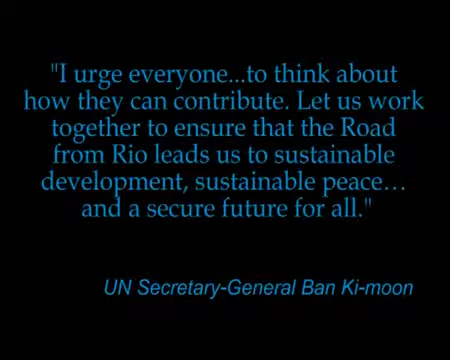 "I urge everyone...to think about
how they can contribute. Let us work
together to ensure that the Road
from Rio leads us to sustainable
development, sustainable peace…
and a secure future for all."
UN Secretary-General Ban Ki-moon